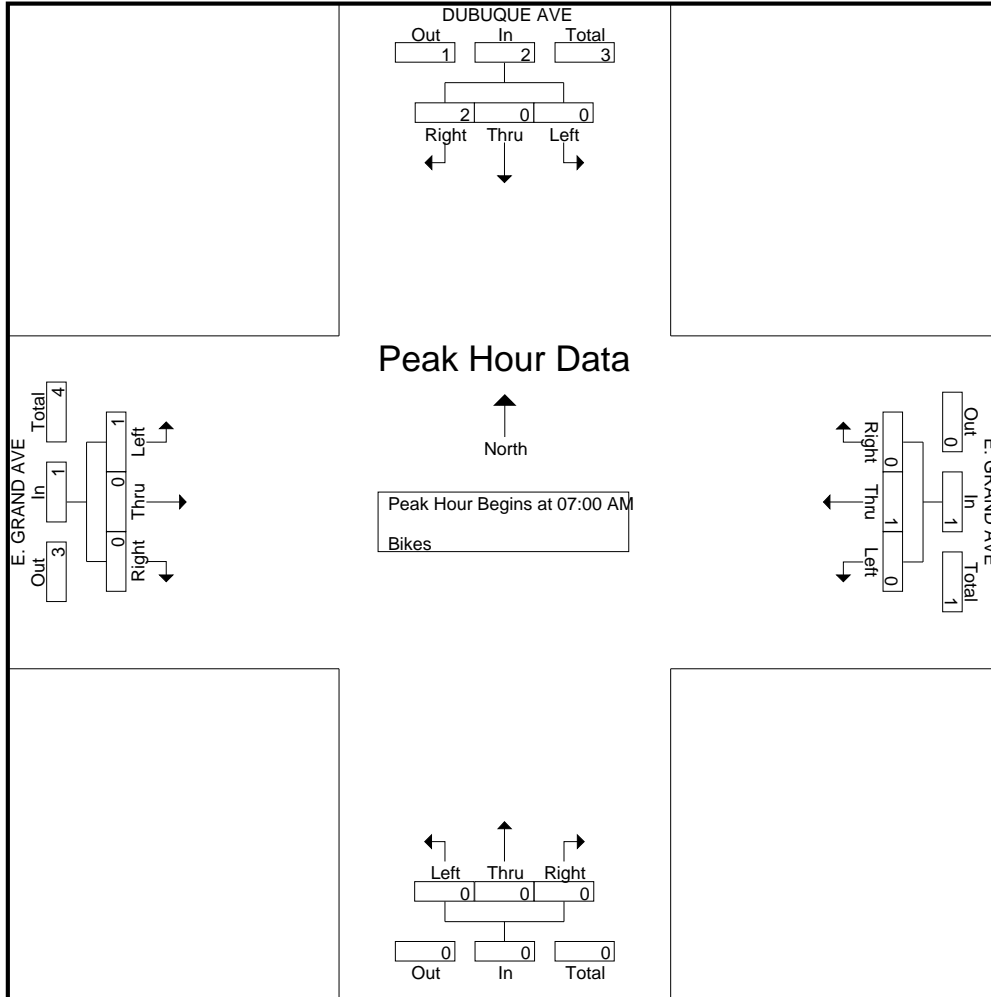 DUBUQUE AVE
Out In Total
1 2 3
2 0 0
Right Thru Left
Peak Hour Data
North
Peak Hour Begins at 07:00 AM
Bikes
E. GRAND AVE
Out In Total
3 1 4
0 0 1
Right Thru Left
E. GRAND AVE
Out In Total
0 1 1
0 1 0
Right Thru Left
Left Thru Right
0 0 0
0 0 0
Out In Total